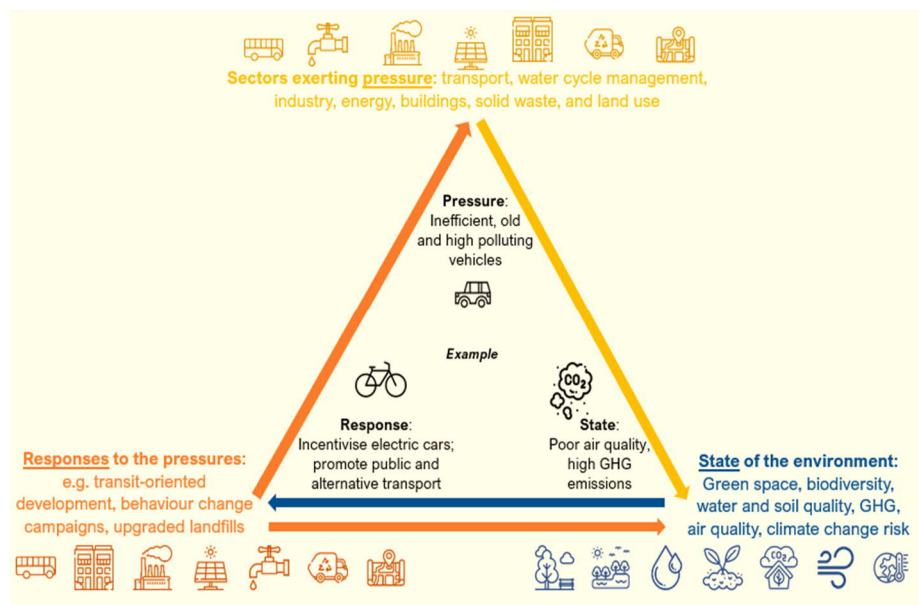 Sectors exerting pressure: transport, water cycle management,
industry, energy, buildings, solid waste, and land use
Pressure:
Inefficient, old
and high polluting
vehicles
Example
CO2
Response:
Incentivise electric cars;
promote public and
alternative transport
State:
Poor air quality,
high GHG
emissions
Responses to the pressures:
e.g. transit-oriented
development, behaviour change
campaigns, upgraded landfills
State of the environment:
Green space, biodiversity,
water and soil quality, GHG,
air quality, climate change risk
CO2